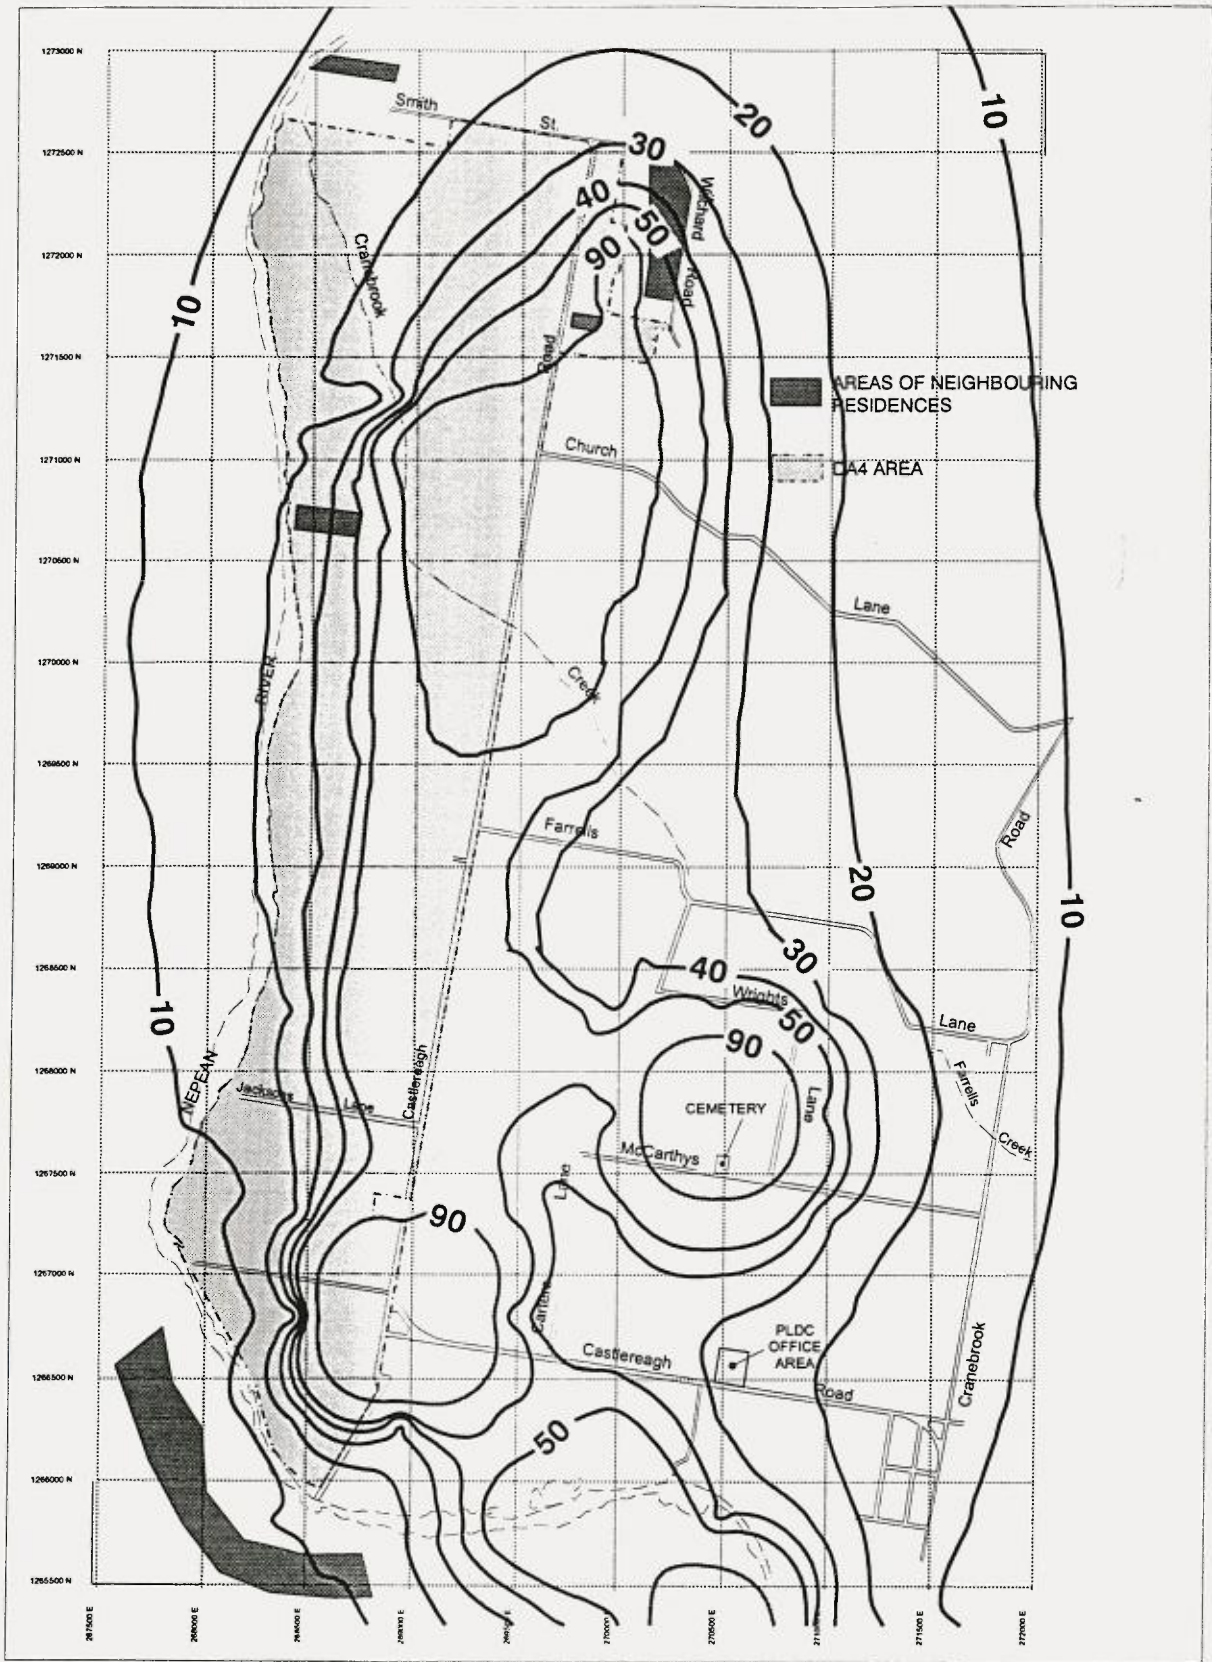 1273000 N
Smith
St.
20
10
1272500 N
30
40
50
90
Road
1272000 N
Cranebrook
10
1271500 N
Road
AREAS OF NEIGHBOURING
RESIDENCES
1271000 N
Church
DA4 AREA
1270500 N
Lane
1270000 N
RIVER
Creek
1269500 N
Farrells
Road
1269000 N
20
10
1268500 N
30
40
Wrights
10
50
Lane
90
1268000 N
NEPEAN
Jacksons
Lane
Castlereagh
CEMETERY
Lane
Farrells
Creek
1267500 N
McCarthys
Lane
90
1267000 N
Carters
PLDC
OFFICE
AREA
Castlereagh
Cranebrook
1266500 N
Road
50
1266000 N
1265500 N
267500 E
268000 E
268500 E
269000 E
270000 E
270500 E
271500 E
272000 E